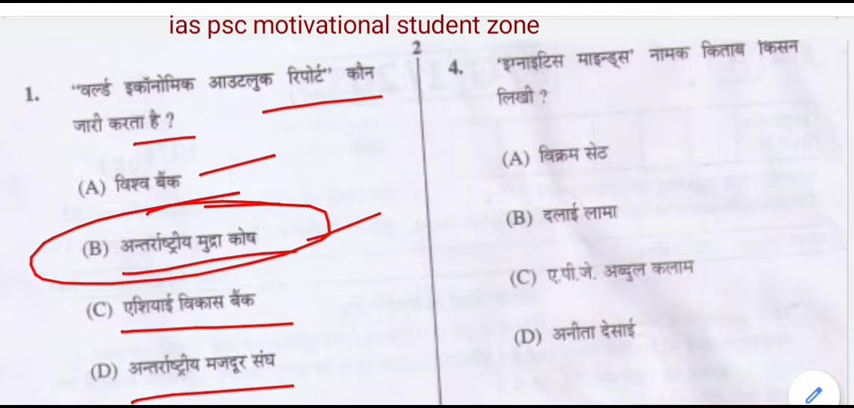 ias psc motivational student zone
2
1. "वर्ल्ड इकॉनोमिक आउटलुक रिपोर्ट" कौन
जारी करता है ?
(A) विश्व बैंक
(B) अन्तर्राष्ट्रीय मुद्रा कोष
(C) एशियाई विकास बैंक
(D) अन्तर्राष्ट्रीय मजदूर संघ
4. 'इग्नाइटिस माइन्ड्स' नामक किताब किसन
लिखी ?
(A) विक्रम सेठ
(B) दलाई लामा
(C) ए.पी.जे. अब्दुल कलाम
(D) अनीता देसाई